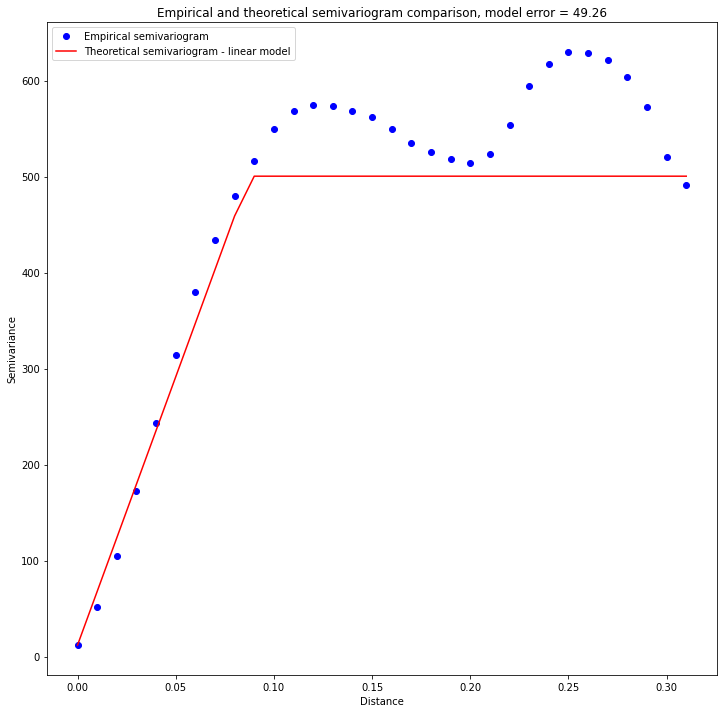 Empirical and theoretical semivariogram comparison, model error = 49.26
Empirical semivariogram
Theoretical semivariogram - linear model
600
500
400
300
200
100
0
Semivariance
0.00 0.05 0.10 0.15 0.20 0.25 0.30
Distance